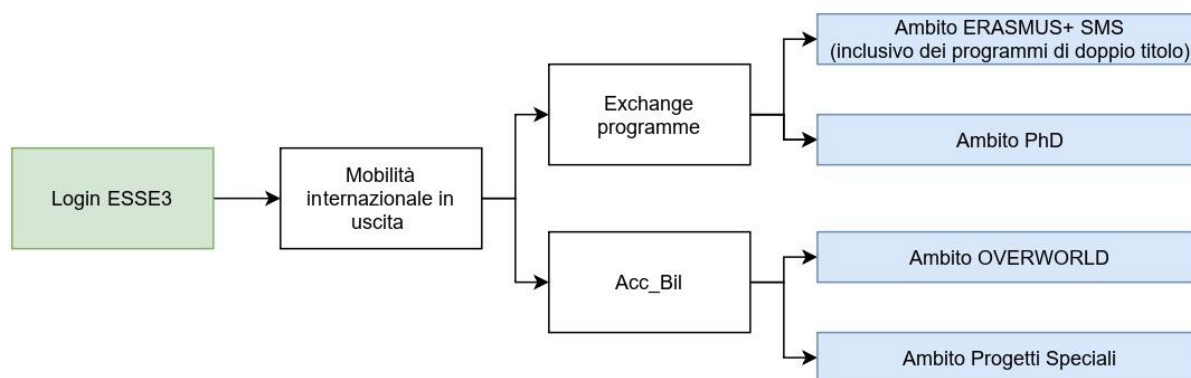 Login ESSE3
Mobilità
internazionale in
uscita
Exchange
programme
Acc_Bil
Ambito ERASMUS+ SMS
(inclusivo dei programmi di doppio titolo)
Ambito PhD
Ambito OVERWORLD
Ambito Progetti Speciali